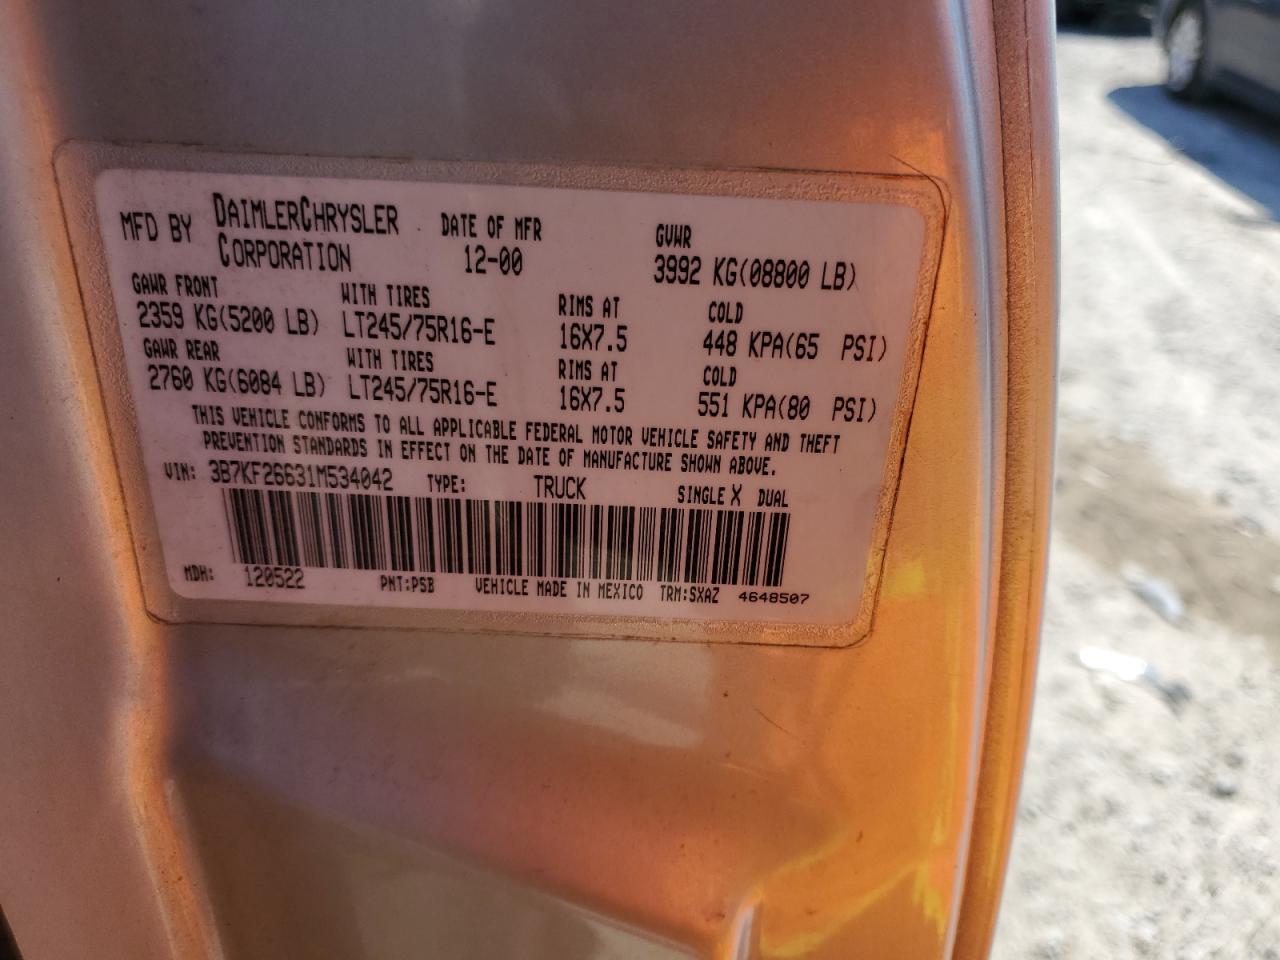 MFD BY DAIMLERCHRYSLER CORPORATION DATE OF MFR 12-00 GVWR 3992 KG(08800 LB)
GAWR FRONT WITH TIRES RIMS AT COLD
2359 KG(5200 LB) LT245/75R16-E 16X7.5 448 KPA(65 PSI)
GAWR REAR WITH TIRES RIMS AT COLD
2760 KG(6084 LB) LT245/75R16-E 16X7.5 551 KPA(80 PSI)
THIS VEHICLE CONFORMS TO ALL APPLICABLE FEDERAL MOTOR VEHICLE SAFETY AND THEFT
PREVENTION STANDARDS IN EFFECT ON THE DATE OF MANUFACTURE SHOWN ABOVE.
VIN: 3B7KF26631M534042 TYPE: TRUCK SINGLE X DUAL
MDH: 120522 PNT:PSB VEHICLE MADE IN MEXICO TRM:SXAZ 4648507